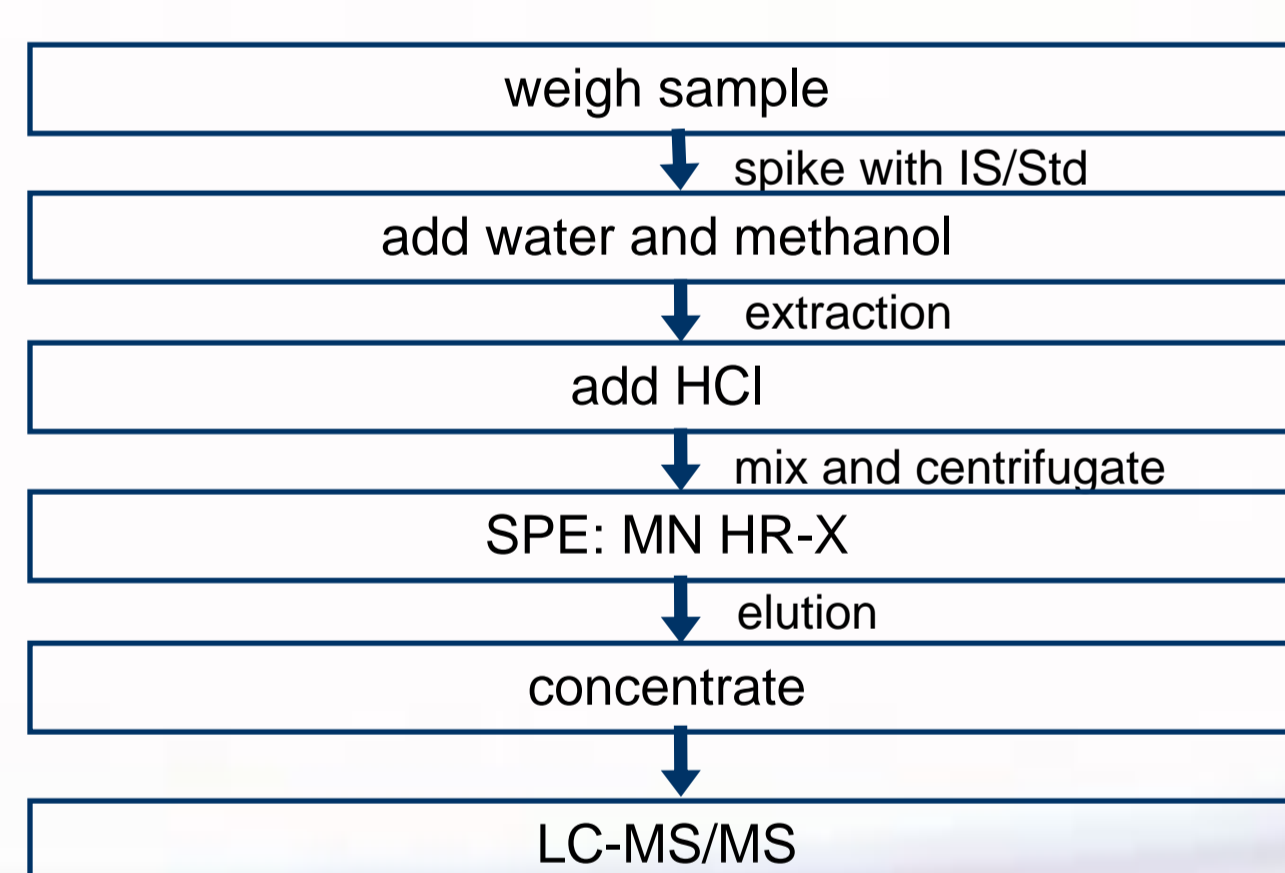 weigh sample
spike with IS/Std
add water and methanol
extraction
add HCl
mix and centrifugate
SPE: MN HR-X
elution
concentrate
LC-MS/MS